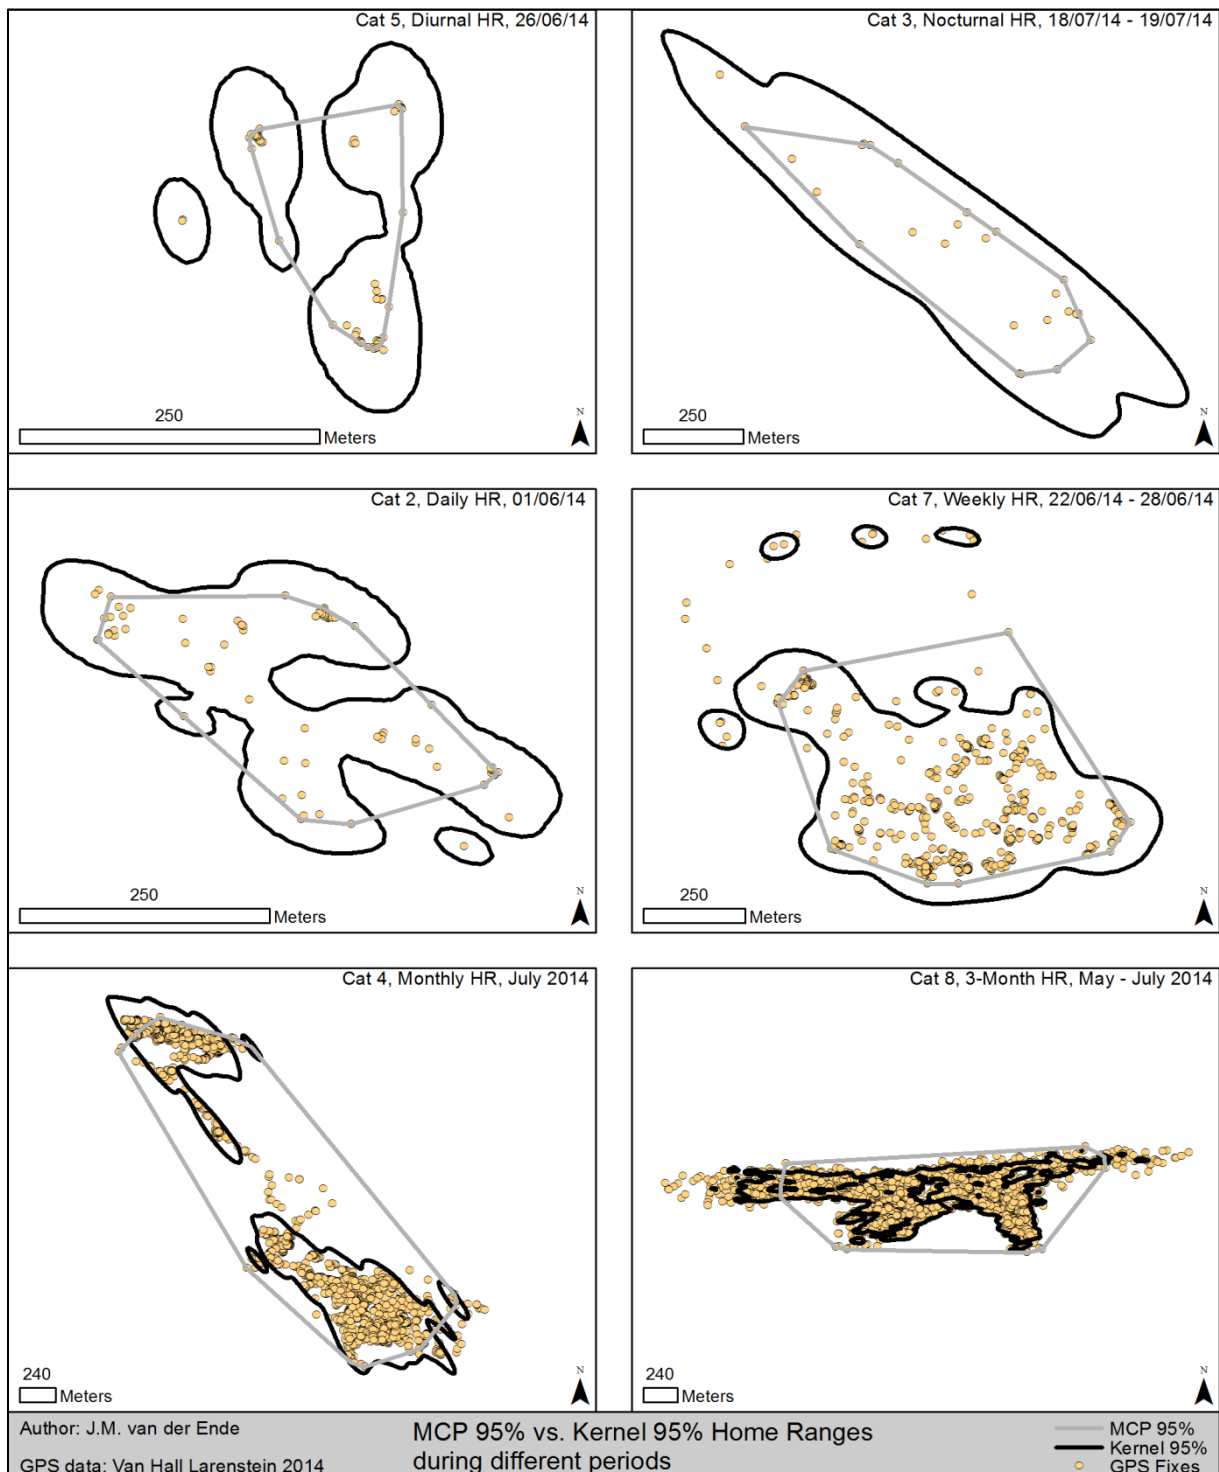 Cat 5, Diurnal HR, 26/06/14
250
Meters
N
Cat 3, Nocturnal HR, 18/07/14 - 19/07/14
250
Meters
N
Cat 2, Daily HR, 01/06/14
250
Meters
N
Cat 7, Weekly HR, 22/06/14 - 28/06/14
250
Meters
N
Cat 4, Monthly HR, July 2014
240
Meters
N
Cat 8, 3-Month HR, May - July 2014
240
Meters
N
Author: J.M. van der Ende
GPS data: Van Hall Larenstein 2014
MCP 95% vs. Kernel 95% Home Ranges
during different periods
MCP 95%
Kernel 95%
GPS Fixes